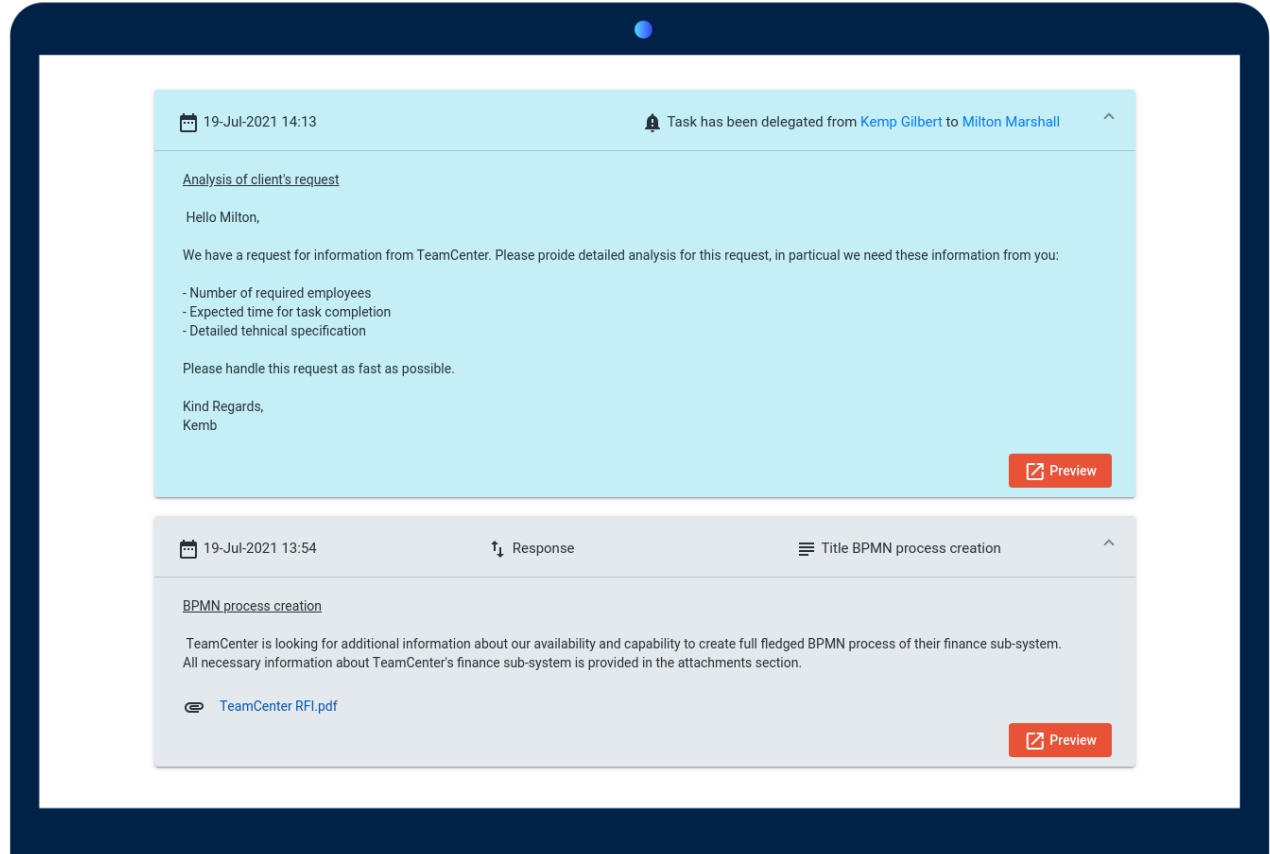 19-Jul-2021 14:13
Task has been delegated from Kemp Gilbert to Milton Marshall
Analysis of client's request
Hello Milton,
We have a request for information from TeamCenter. Please proide detailed analysis for this request, in particual we need these information from you:
- Number of required employees
- Expected time for task completion
- Detailed tehnical specification
Please handle this request as fast as possible.
Kind Regards,
Kemb
Preview
19-Jul-2021 13:54
Response
Title BPMN process creation
BPMN process creation
TeamCenter is looking for additional information about our availability and capability to create full fledged BPMN process of their finance sub-system.
All necessary information about TeamCenter's finance sub-system is provided in the attachments section.
TeamCenter RFI.pdf
Preview